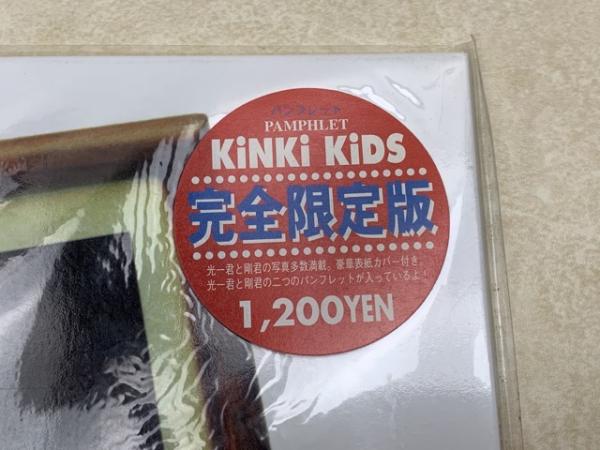 パンフレット
PAMPHLET
KiNKi KiDS
完全限定版
光一君と剛君の写真多数満載。豪華表紙カバー付き。
光一君と剛君の二つのパンフレットが入っているよ!
1,200YEN